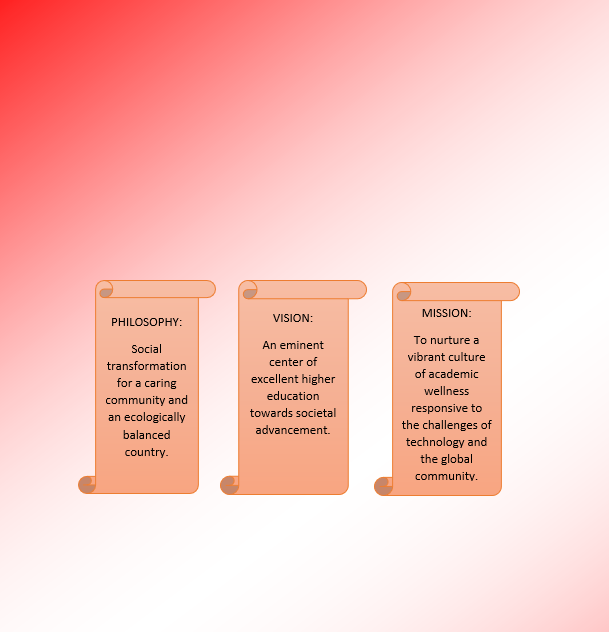 PHILOSOPHY:
Social
transformation
for a caring
community and
an ecologically
balanced
country.
VISION:
An eminent
center of
excellent higher
education
towards societal
advancement.
MISSION:
To nurture a
vibrant culture
of academic
wellness
responsive to
the challenges of
technology and
the global
community.